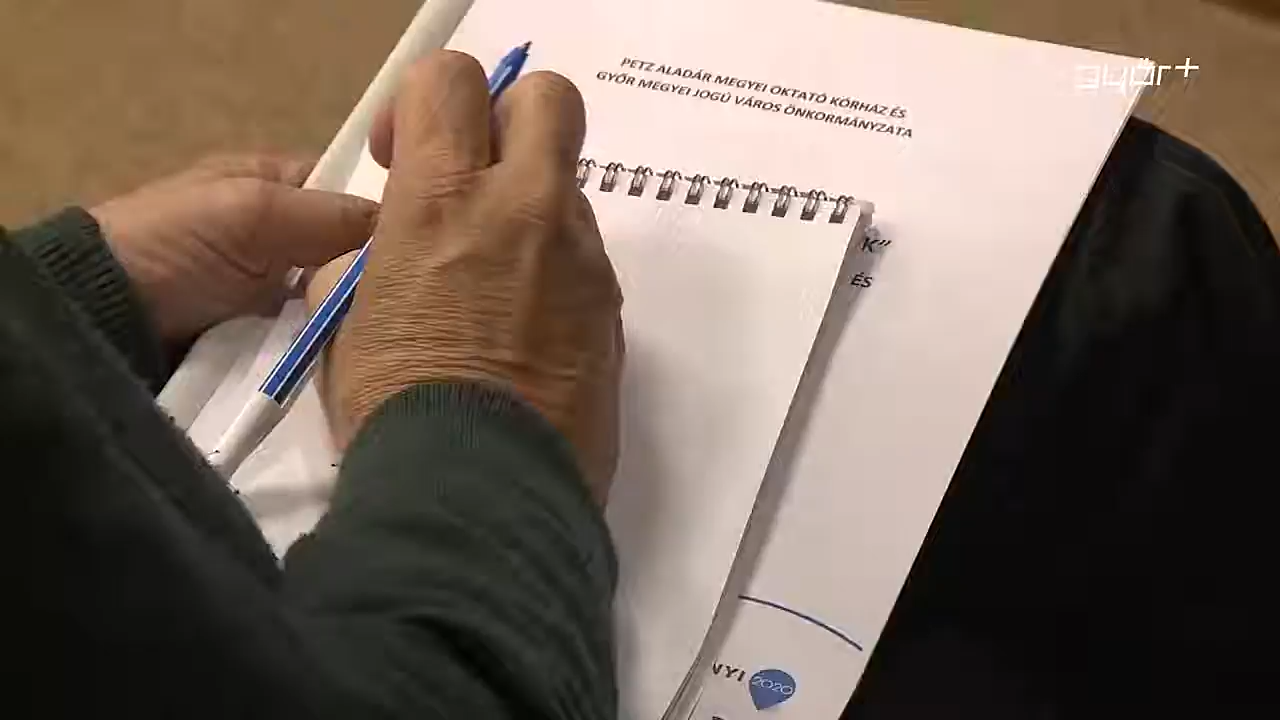 PETZ ALADÁR MEGYEI OKTATÓ KÓRHÁZ ÉS
GYŐR MEGYEI JOGÚ VÁROS ÖNKORMÁNYZATA
győr+
K”
ÉS
NYI
2020